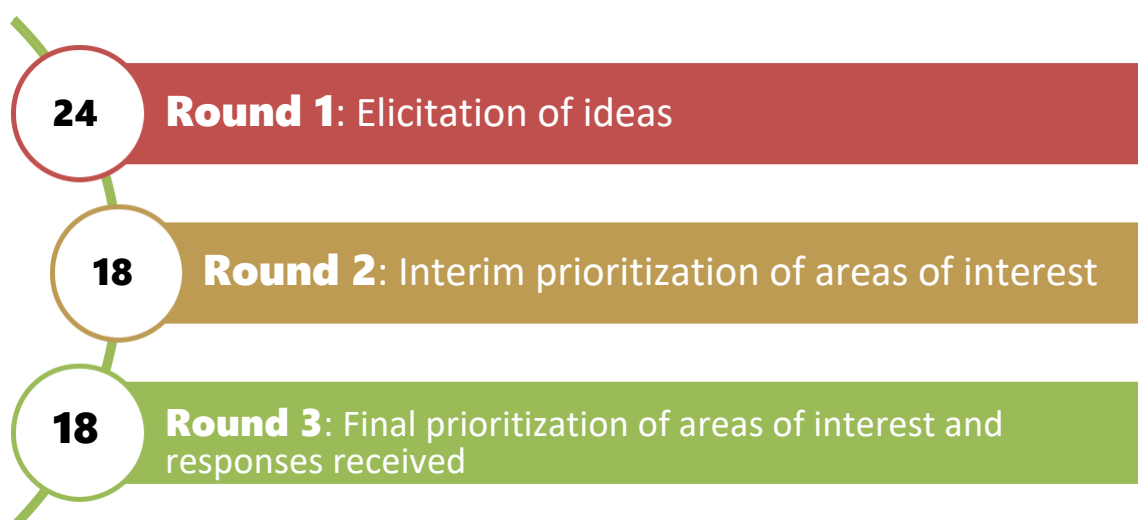 24
Round 1: Elicitation of ideas
18
Round 2: Interim prioritization of areas of interest
18
Round 3: Final prioritization of areas of interest and
responses received